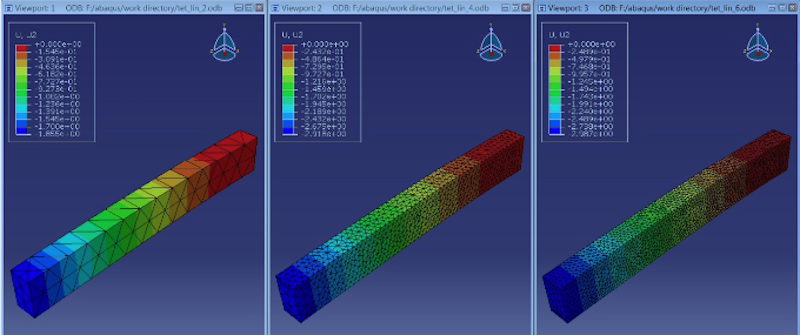 Viewport: 1 ODB: F:/abaqus/work directory/tet_lin_2.odb
U, U2
+0.000e+00
-1.545e-01
-3.091e-01
-4.636e-01
-6.182e-01
-7.727e-01
-9.273e-01
-1.082e+00
-1.236e+00
-1.391e+00
-1.545e+00
-1.700e+00
-1.855e+00
Viewport: 2 ODB: F:/abaqus/work directory/tet_lin_4.odb
U, U2
+0.000e+00
-2.432e-01
-4.864e-01
-7.295e-01
-9.727e-01
-1.216e+00
-1.459e+00
-1.702e+00
-1.945e+00
-2.189e+00
-2.432e+00
-2.675e+00
-2.918e+00
Viewport: 3 ODB: F:/abaqus/work directory/tet_lin_6.odb
U, U2
+0.000e+00
-2.489e-01
-4.979e-01
-7.468e-01
-9.957e-01
-1.245e+00
-1.494e+00
-1.743e+00
-1.991e+00
-2.240e+00
-2.489e+00
-2.738e+00
-2.987e+00